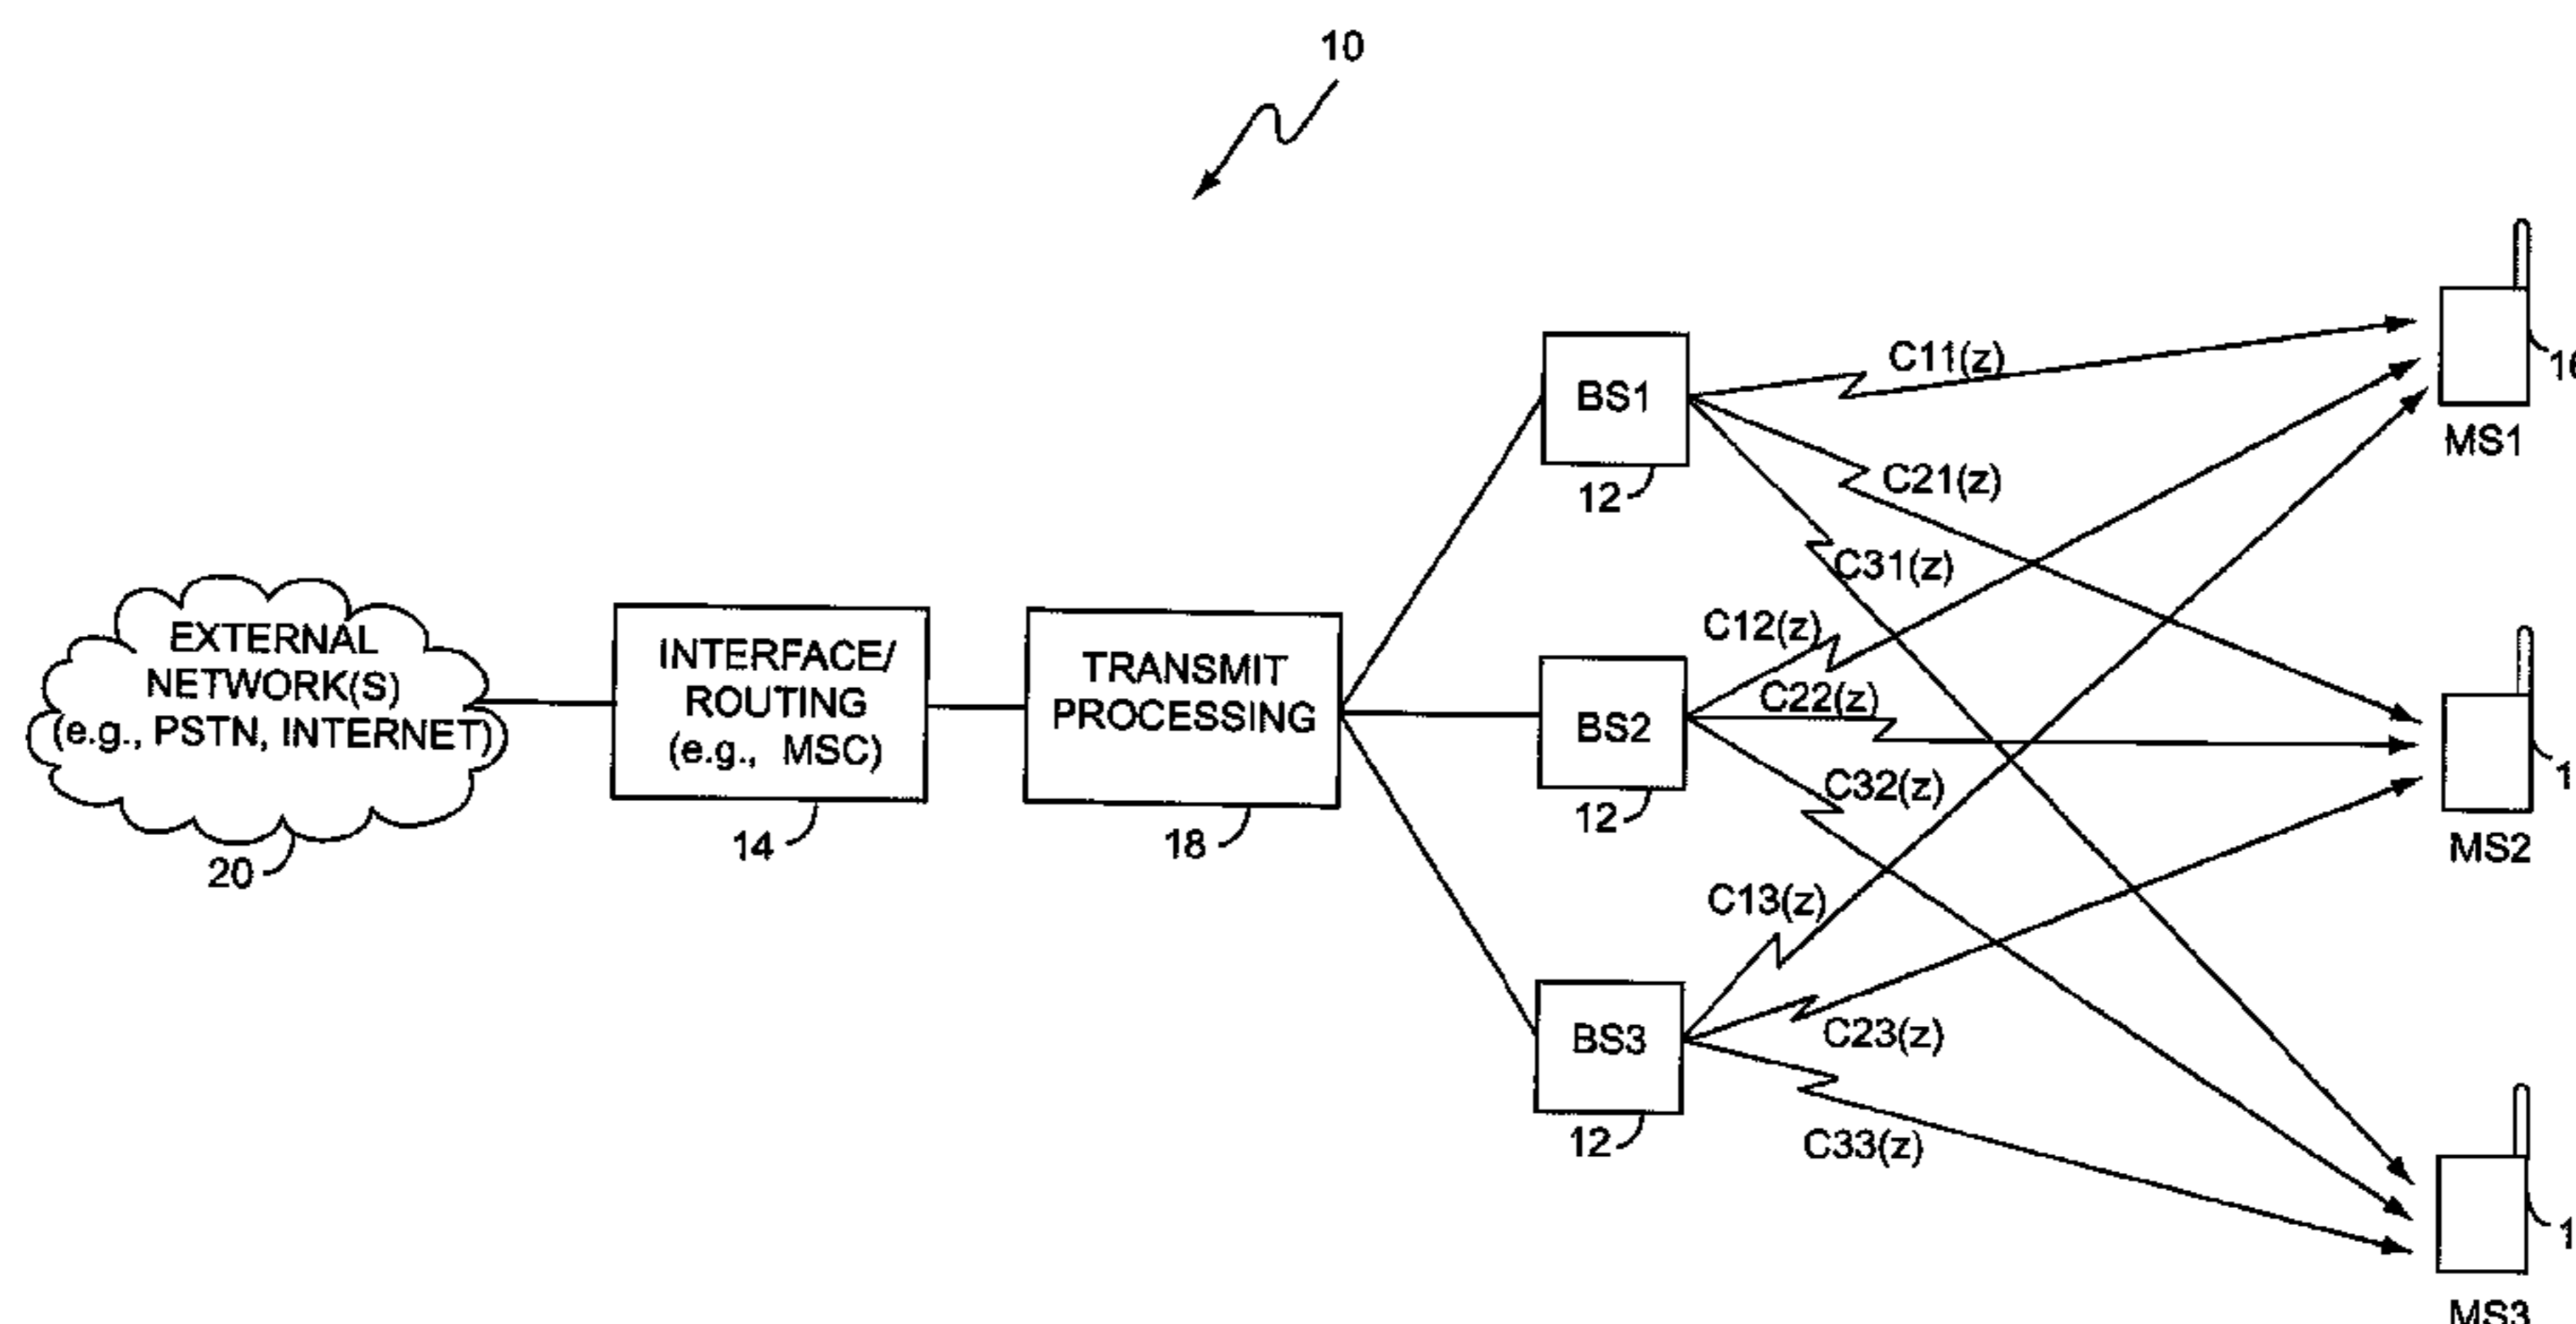 10
EXTERNAL
NETWORK(S)
(e.g., PSTN, INTERNET)
20
INTERFACE/
ROUTING
(e.g., MSC)
14
TRANSMIT
PROCESSING
18
BS1
12
BS2
12
BS3
12
C11(z)
C21(z)
C31(z)
C12(z)
C22(z)
C32(z)
C13(z)
C23(z)
C33(z)
MS1
MS2
MS3